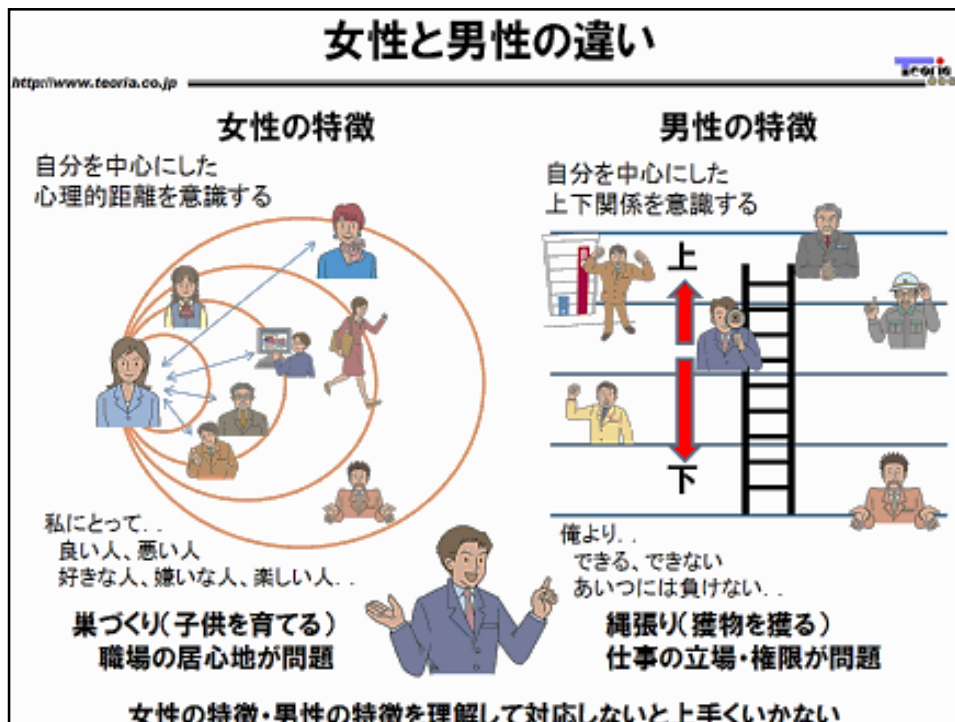 女性と男性の違い
http://www.teoria.co.jp
Teoria
女性の特徴
自分を中心にした
心理的距離を意識する
私にとって．．
良い人、悪い人
好きな人、嫌いな人、楽しい人．．
巣づくり（子供を育てる）
職場の居心地が問題
男性の特徴
自分を中心にした
上下関係を意識する
上
下
俺より．．
できる、できない
あいつには負けない．．
縄張り（獲物を獲る）
仕事の立場・権限が問題
女性の特徴・男性の特徴を理解して対応しないと上手くいかない